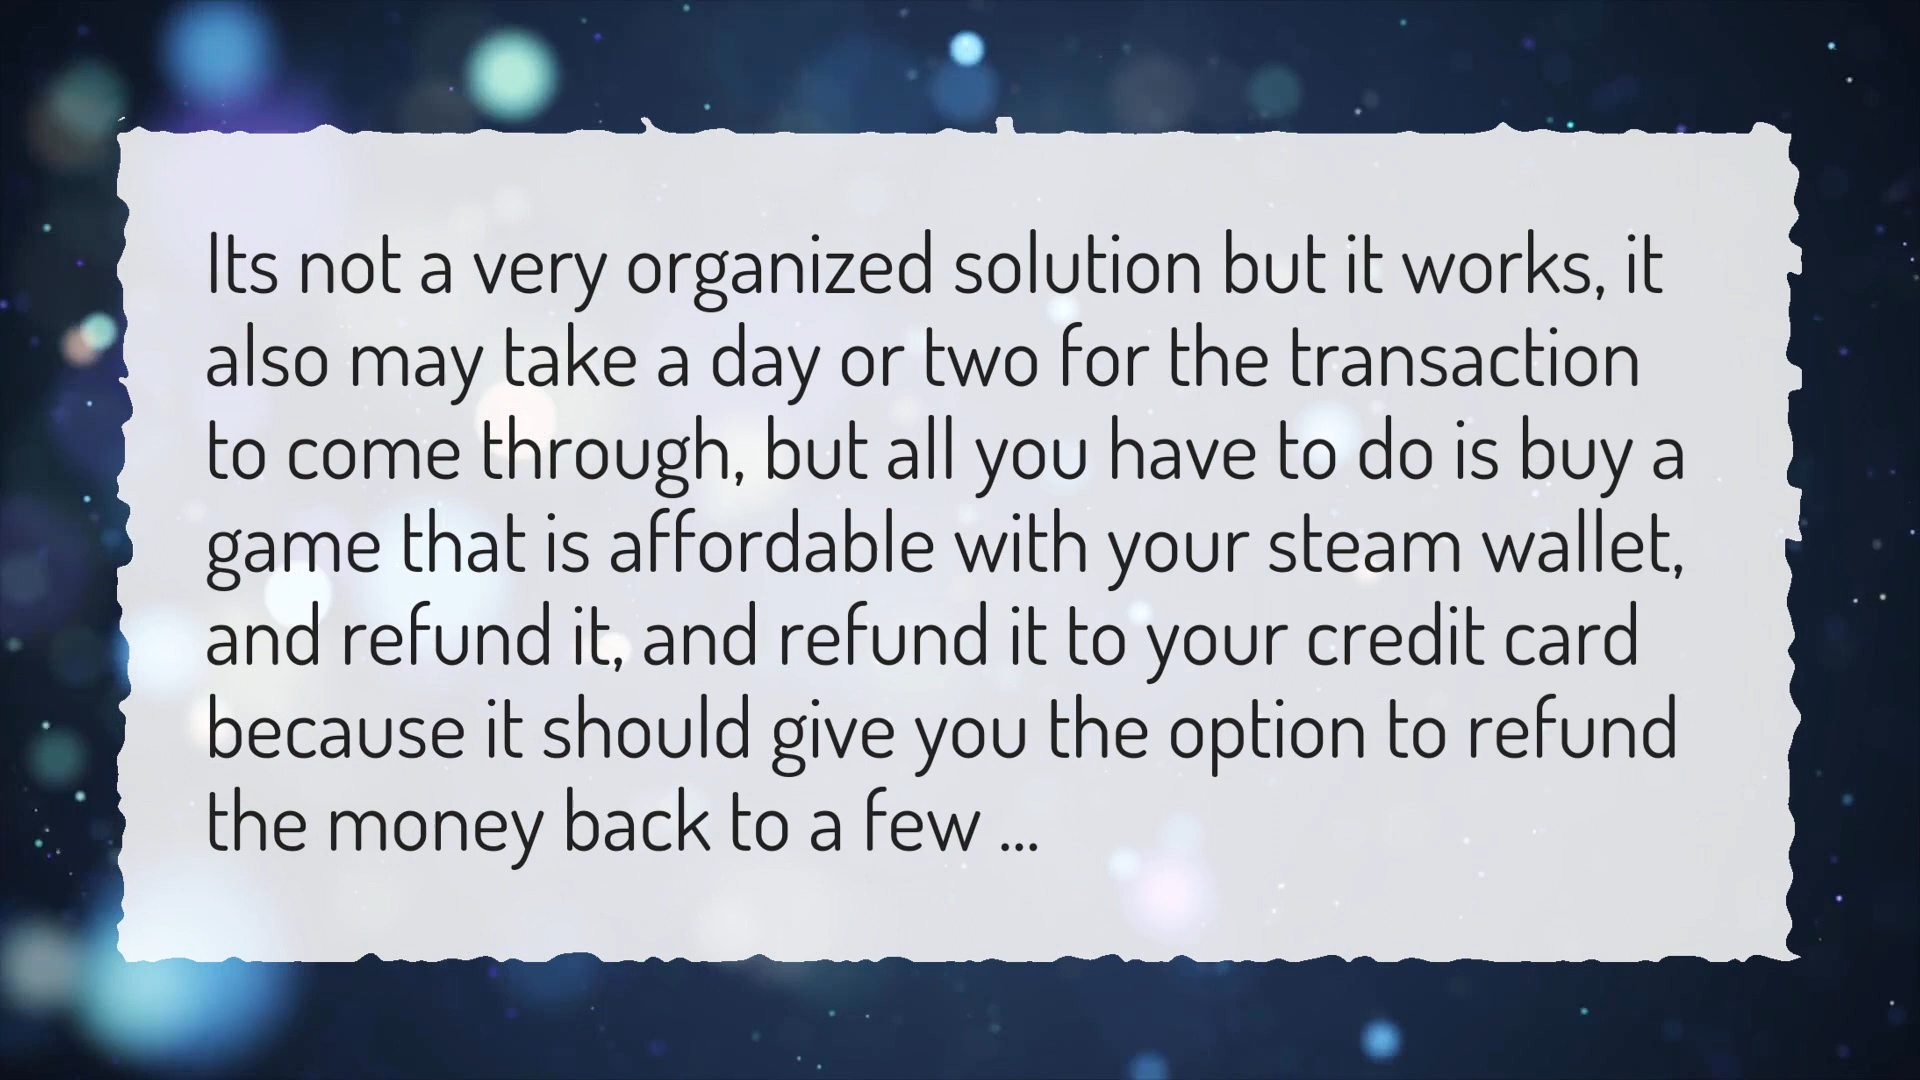 Its not a very organized solution but it works, it
also may take a day or two for the transaction
to come through, but all you have to do is buy a
game that is affordable with your steam wallet,
and refund it, and refund it to your credit card
because it should give you the option to refund
the money back to a few ...